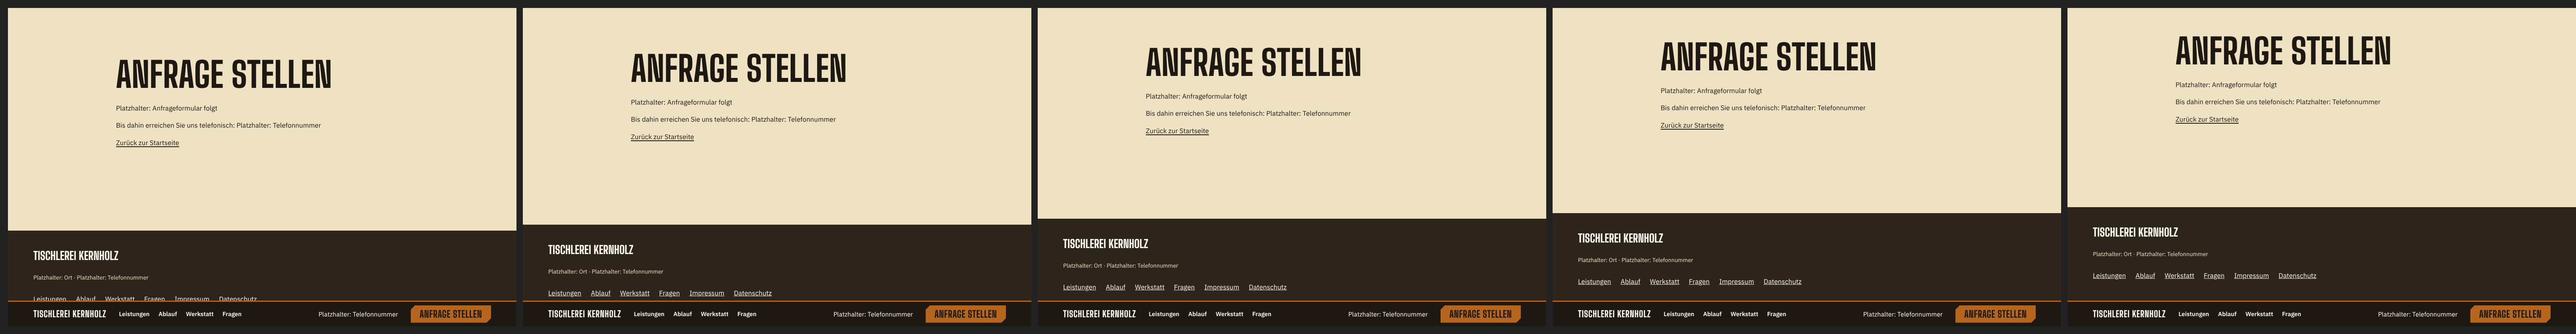 ANFRAGE STELLEN
Platzhalter: Anfrageformular folgt
Bis dahin erreichen Sie uns telefonisch: Platzhalter: Telefonnummer
Zurück zur Startseite
TISCHLEREI KERNHOLZ
Platzhalter: Ort · Platzhalter: Telefonnummer
Leistungen Ablauf Werkstatt Fragen Impressum Datenschutz
TISCHLEREI KERNHOLZ Leistungen Ablauf Werkstatt Fragen Platzhalter: Telefonnummer ANFRAGE STELLEN
ANFRAGE STELLEN
Platzhalter: Anfrageformular folgt
Bis dahin erreichen Sie uns telefonisch: Platzhalter: Telefonnummer
Zurück zur Startseite
TISCHLEREI KERNHOLZ
Platzhalter: Ort · Platzhalter: Telefonnummer
Leistungen Ablauf Werkstatt Fragen Impressum Datenschutz
TISCHLEREI KERNHOLZ Leistungen Ablauf Werkstatt Fragen Platzhalter: Telefonnummer ANFRAGE STELLEN
ANFRAGE STELLEN
Platzhalter: Anfrageformular folgt
Bis dahin erreichen Sie uns telefonisch: Platzhalter: Telefonnummer
Zurück zur Startseite
TISCHLEREI KERNHOLZ
Platzhalter: Ort · Platzhalter: Telefonnummer
Leistungen Ablauf Werkstatt Fragen Impressum Datenschutz
TISCHLEREI KERNHOLZ Leistungen Ablauf Werkstatt Fragen Platzhalter: Telefonnummer ANFRAGE STELLEN
ANFRAGE STELLEN
Platzhalter: Anfrageformular folgt
Bis dahin erreichen Sie uns telefonisch: Platzhalter: Telefonnummer
Zurück zur Startseite
TISCHLEREI KERNHOLZ
Platzhalter: Ort · Platzhalter: Telefonnummer
Leistungen Ablauf Werkstatt Fragen Impressum Datenschutz
TISCHLEREI KERNHOLZ Leistungen Ablauf Werkstatt Fragen Platzhalter: Telefonnummer ANFRAGE STELLEN
ANFRAGE STELLEN
Platzhalter: Anfrageformular folgt
Bis dahin erreichen Sie uns telefonisch: Platzhalter: Telefonnummer
Zurück zur Startseite
TISCHLEREI KERNHOLZ
Platzhalter: Ort · Platzhalter: Telefonnummer
Leistungen Ablauf Werkstatt Fragen Impressum Datenschutz
TISCHLEREI KERNHOLZ Leistungen Ablauf Werkstatt Fragen Platzhalter: Telefonnummer ANFRAGE STELLEN